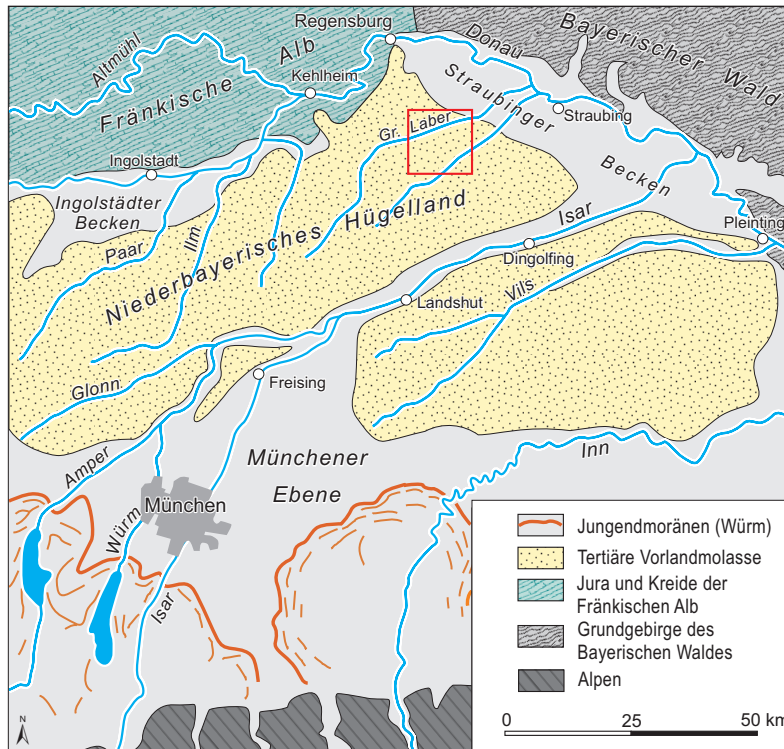 Regensburg
Donau
Bayerischer Wald
Altmühl
Fränkische Alb
Kehlheim
Straubinger
Becken
Straubing
Gr. Laber
Ingolstadt
Ingolstädter
Becken
Paar
Ilm
Niederbayerisches Hügelland
Isar
Pleinting
Dingolfing
Landshut
Vils
Glonn
Freising
Amper
Münchener
Ebene
Inn
München
Würm
Isar
Jungendmoränen (Würm)
Tertiäre Vorlandmolasse
Jura und Kreide der
Fränkischen Alb
Grundgebirge des
Bayerischen Waldes
Alpen
N
0 25 50 km